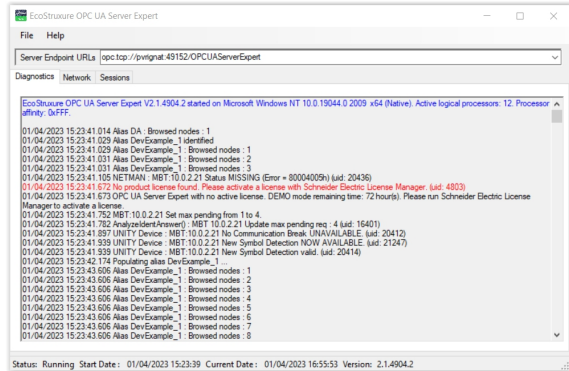 EcoStruxure OPC UA Server Expert
File Help
Server Endpoint URLs opc.tcp://pvrignat:49152/OPCUAServerExpert
Diagnostics Network Sessions
EcoStruxure OPC UA Server Expert V2.1.4904.2 started on Microsoft Windows NT 10.0.19044.0 2009 x64 (Native). Active logical processors: 12. Processor
affinity: 0xFFF.
01/04/2023 15:23:41.014 Alias DA : Browsed nodes : 1
01/04/2023 15:23:41.029 Alias DevExample_1 identified
01/04/2023 15:23:41.029 Alias DevExample_1 : Browsed nodes : 1
01/04/2023 15:23:41.031 Alias DevExample_1 : Browsed nodes : 2
01/04/2023 15:23:41.031 Alias DevExample_1 : Browsed nodes : 3
01/04/2023 15:23:41.105 NETMAN : MBT:10.0.2.21 Status MISSING (Error = 80004005h) (uid: 20436)
01/04/2023 15:23:41.672 No product license found. Please activate a license with Schneider Electric License Manager. (uid: 4803)
01/04/2023 15:23:41.673 OPC UA Server Expert with no active license. DEMO mode remaining time: 72 hour(s). Please run Schneider Electric License
Manager to activate a license.
01/04/2023 15:23:41.752 MBT:10.0.2.21 Set max pending from 1 to 4.
01/04/2023 15:23:41.782 AnalyzeIdentAnswer() : MBT 10.0.2.21 Update max pending req : 4 (uid: 16401)
01/04/2023 15:23:41.897 UNITY Device : MBT:10.0.2.21 No Communication Break UNAVAILABLE. (uid: 20412)
01/04/2023 15:23:41.939 UNITY Device : MBT:10.0.2.21 New Symbol Detection NOW AVAILABLE. (uid: 21247)
01/04/2023 15:23:41.939 UNITY Device : MBT:10.0.2.21 New Symbol Detection valid. (uid: 20414)
01/04/2023 15:23:42.174 Populating alias DevExample_1 ...
01/04/2023 15:23:43.606 Alias DevExample_1 : Browsed nodes : 1
01/04/2023 15:23:43.606 Alias DevExample_1 : Browsed nodes : 2
01/04/2023 15:23:43.606 Alias DevExample_1 : Browsed nodes : 3
01/04/2023 15:23:43.606 Alias DevExample_1 : Browsed nodes : 4
01/04/2023 15:23:43.606 Alias DevExample_1 : Browsed nodes : 5
01/04/2023 15:23:43.606 Alias DevExample_1 : Browsed nodes : 6
01/04/2023 15:23:43.606 Alias DevExample_1 : Browsed nodes : 7
01/04/2023 15:23:43.606 Alias DevExample_1 : Browsed nodes : 8
Status: Running Start Date : 01/04/2023 15:23:39 Current Date : 01/04/2023 16:55:53 Version: 2.1.4904.2